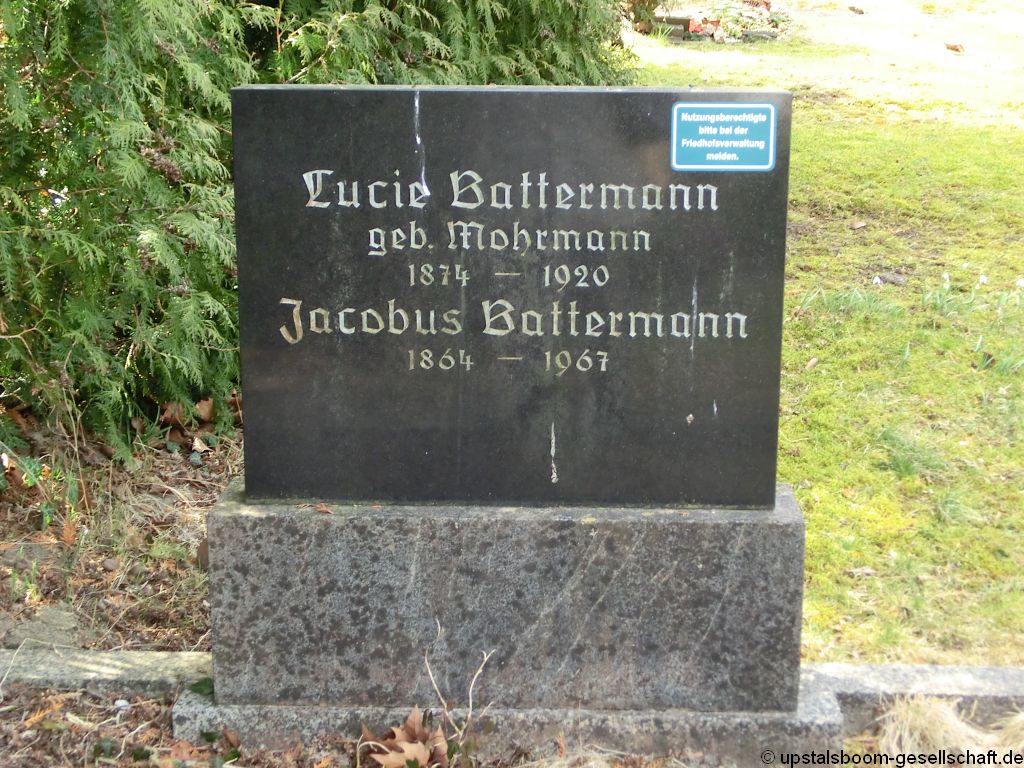 Nutzungsberechtigte
bitte bei der
Friedhofsverwaltung
melden.
Lucie Battermann
geb. Mohrmann
1874 — 1920
Jacobus Battermann
1864 — 1967
© upstalsboom-gesellschaft.de